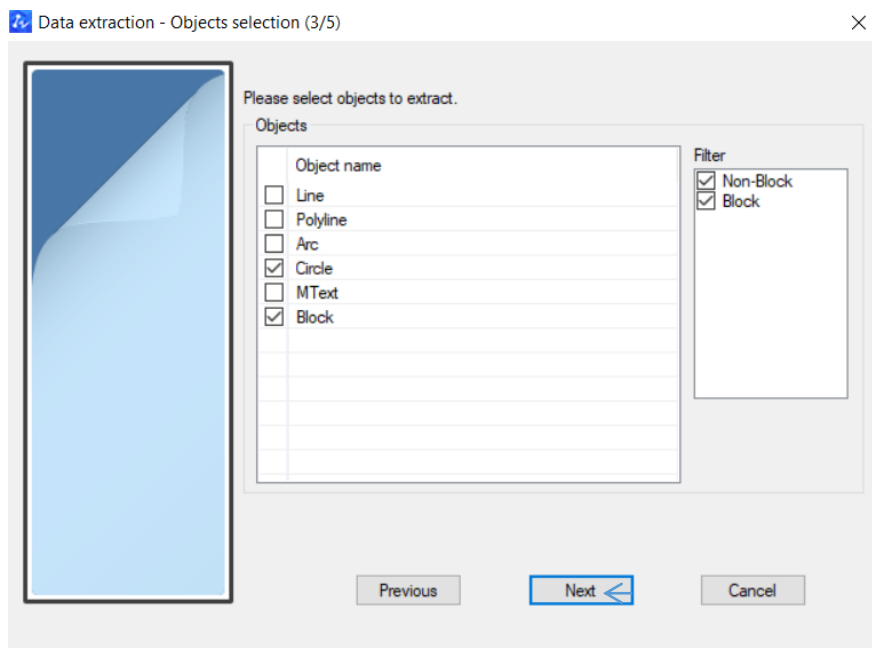 Data extraction - Objects selection (3/5)
Please select objects to extract.
Objects
Object name
Line
Polyline
Arc
Circle
MText
Block
Filter
Non-Block
Block
Previous
Next
Cancel